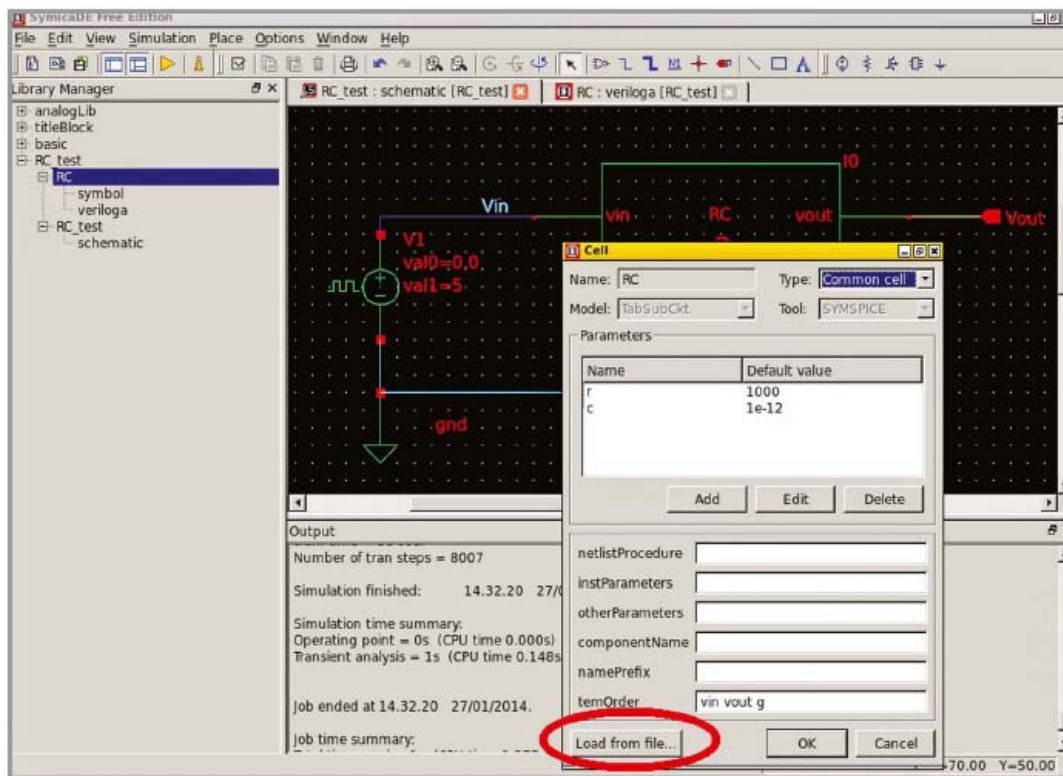 SymicaDE Free Edition
File Edit View Simulation Place Options Window Help
Library Manager
analogLib
titleBlock
basic
RC_test
RC
symbol
veriloga
RC_test
schematic
RC_test : schematic [RC_test]
RC : veriloga [RC_test]
I0
Vin
vin
RC
vout
Vout
V1
val0=0,0
val1=5
gnd
Cell
Name: RC Type: Common cell
Model: TabSubCkt Tool: SYMSPICE
Parameters
Name Default value
r 1000
c 1e-12
Add Edit Delete
netlistProcedure
instParameters
otherParameters
componentName
namePrefix
temOrder vin vout g
Load from file... OK Cancel
Output
Number of tran steps = 8007
Simulation finished: 14.32.20 27/0
Simulation time summary:
Operating point = 0s (CPU time 0.000s)
Transient analysis = 1s (CPU time 0.148s
Job ended at 14.32.20 27/01/2014.
Job time summary:
70.00 Y=50.00